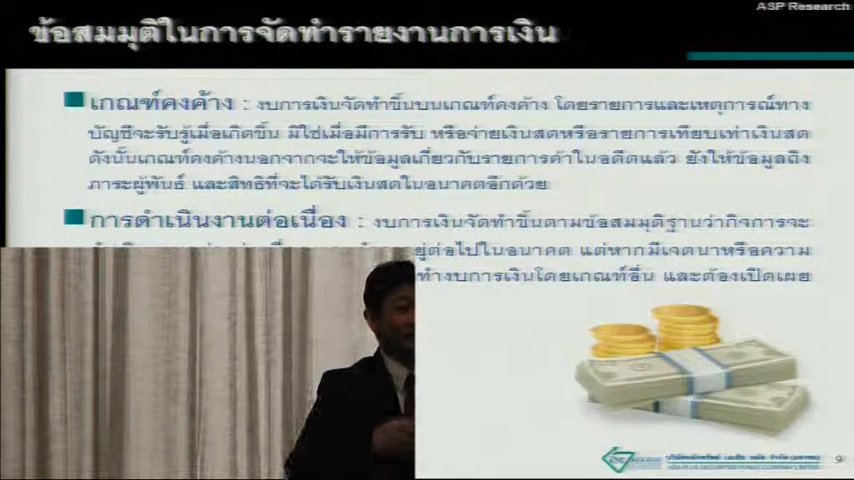 ASP Research
ข้อสมมุติในการจัดทำรายงานการเงิน
เกณฑ์คงค้าง : งบการเงินจัดทำขึ้นบนเกณฑ์คงค้าง โดยรายการและเหตุการณ์ทาง
บัญชีจะรับรู้เมื่อเกิดขึ้น มิใช่เมื่อมีการรับ หรือจ่ายเงินสดหรือรายการเทียบเท่าเงินสด
ดังนั้นเกณฑ์คงค้างนอกจากจะให้ข้อมูลเกี่ยวกับรายการค้าในอดีตแล้ว ยังให้ข้อมูลถึง
ภาระผูกพันธ์ และสิทธิที่จะได้รับเงินสดในอนาคตอีกด้วย
การดำเนินงานต่อเนื่อง : งบการเงินจัดทำขึ้นตามข้อสมมุติฐานว่ากิจการจะ
ยู่ต่อไปในอนาคต แต่หากมีเจตนาหรือความ
ทำงบการเงินโดยเกณฑ์อื่น และต้องเปิดเผย
9